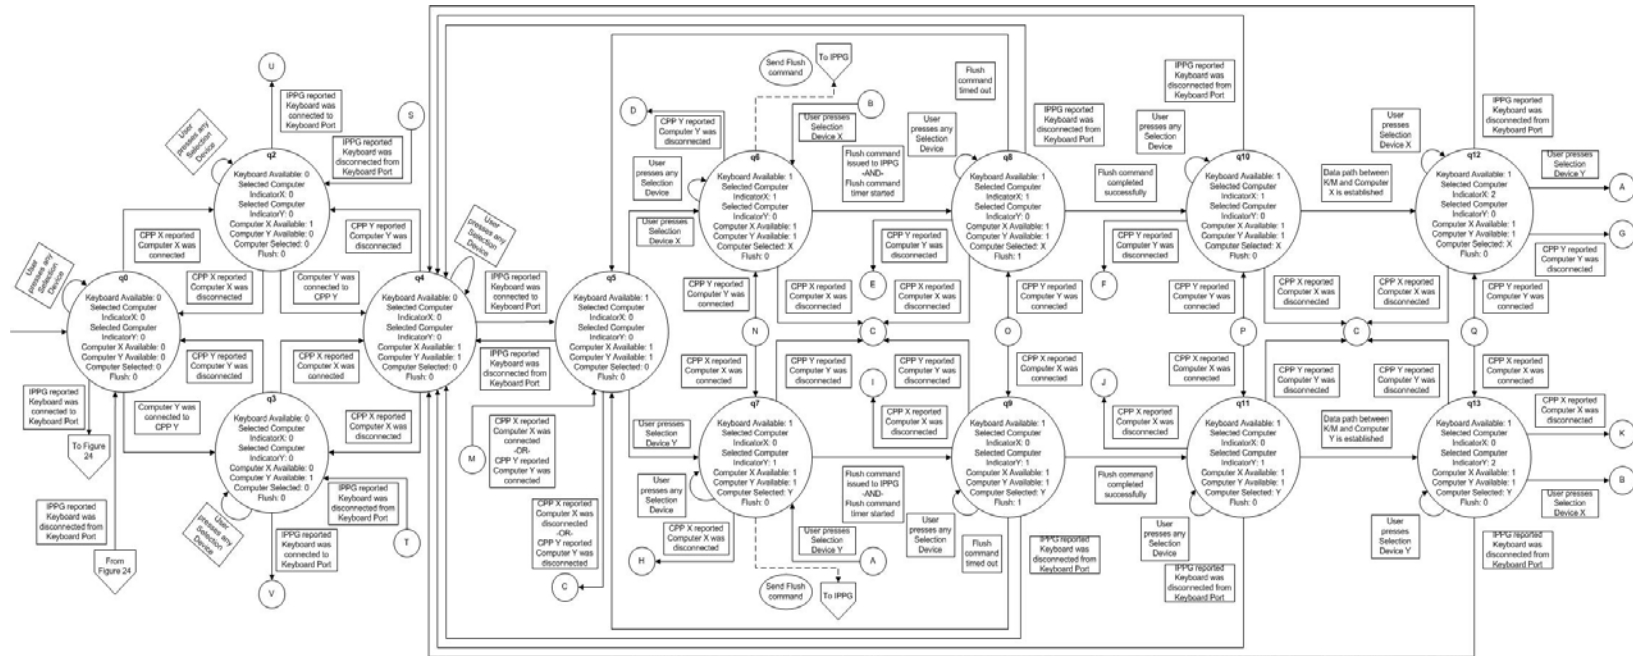 U
IPPG reported
Keyboard was
connected to
Keyboard Port
S
IPPG reported
Keyboard was
disconnected from
Keyboard Port
User
presses any
Selection
Device
q2
Keyboard Available: 0
Selected Computer
IndicatorX: 0
Selected Computer
IndicatorY: 0
Computer X Available: 1
Computer Y Available: 0
Computer Selected: 0
Flush: 0
CPP X reported
Computer X was
connected
CPP Y reported
Computer Y was
disconnected
User
presses any
Selection
Device
q0
Keyboard Available: 0
Selected Computer
IndicatorX: 0
Selected Computer
IndicatorY: 0
Computer X Available: 0
Computer Y Available: 0
Computer Selected: 0
Flush: 0
CPP X reported
Computer X was
disconnected
Computer Y was
connected to
CPP Y
CPP Y reported
Computer Y was
disconnected
CPP X reported
Computer X was
connected
IPPG reported
Keyboard was
connected to
Keyboard Port
To Figure
24
Computer Y was
connected to
CPP Y
q3
Keyboard Available: 0
Selected Computer
IndicatorX: 0
Selected Computer
IndicatorY: 0
Computer X Available: 0
Computer Y Available: 1
Computer Selected: 0
Flush: 0
CPP X reported
Computer X was
disconnected
IPPG reported
Keyboard was
disconnected from
Keyboard Port
From
Figure 24
User
presses any
Selection
Device
IPPG reported
Keyboard was
disconnected from
Keyboard Port
T
IPPG reported
Keyboard was
connected to
Keyboard Port
V
User
presses any
Selection
Device
q4
Keyboard Available: 0
Selected Computer
IndicatorX: 0
Selected Computer
IndicatorY: 0
Computer X Available: 1
Computer Y Available: 1
Computer Selected: 0
Flush: 0
IPPG reported
Keyboard was
connected to
Keyboard Port
IPPG reported
Keyboard was
disconnected from
Keyboard Port
q5
Keyboard Available: 1
Selected Computer
IndicatorX: 0
Selected Computer
IndicatorY: 0
Computer X Available: 1
Computer Y Available: 1
Computer Selected: 0
Flush: 0
M
CPP X reported
Computer X was
connected
-OR-
CPP Y reported
Computer Y was
connected
CPP X reported
Computer X was
disconnected
-OR-
CPP Y reported
Computer Y was
disconnected
C
Send Flush
command
To IPPG
D
CPP Y reported
Computer Y was
disconnected
B
User presses
Selection
Device X
User
presses any
Selection
Device
User presses
Selection
Device X
q6
Keyboard Available: 1
Selected Computer
IndicatorX: 1
Selected Computer
IndicatorY: 0
Computer X Available: 1
Computer Y Available: 1
Computer Selected: X
Flush: 0
Flush command
issued to IPPG
-AND-
Flush command
timer started
User
presses any
Selection
Device
Flush
command
timed out
IPPG reported
Keyboard was
disconnected from
Keyboard Port
q8
Keyboard Available: 1
Selected Computer
IndicatorX: 1
Selected Computer
IndicatorY: 0
Computer X Available: 1
Computer Y Available: 1
Computer Selected: X
Flush: 1
Flush command
completed
successfully
IPPG reported
Keyboard was
disconnected from
Keyboard Port
User
presses any
Selection
Device
q10
Keyboard Available: 1
Selected Computer
IndicatorX: 1
Selected Computer
IndicatorY: 0
Computer X Available: 1
Computer Y Available: 1
Computer Selected: X
Flush: 0
Data path between
K/M and Computer
X is established
User
presses
Selection
Device X
IPPG reported
Keyboard was
disconnected from
Keyboard Port
q12
Keyboard Available: 1
Selected Computer
IndicatorX: 2
Selected Computer
IndicatorY: 0
Computer X Available: 1
Computer Y Available: 1
Computer Selected: X
Flush: 0
User presses
Selection
Device Y
A
G
CPP Y reported
Computer Y was
disconnected
CPP Y reported
Computer Y was
connected
CPP X reported
Computer X was
disconnected
CPP Y reported
Computer Y was
disconnected
E
CPP X reported
Computer X was
disconnected
CPP Y reported
Computer Y was
connected
CPP Y reported
Computer Y was
disconnected
F
CPP Y reported
Computer Y was
connected
CPP X reported
Computer X was
disconnected
CPP X reported
Computer X was
disconnected
CPP Y reported
Computer Y was
connected
N
C
O
P
C
Q
CPP X reported
Computer X was
connected
CPP Y reported
Computer Y was
disconnected
I
CPP Y reported
Computer Y was
disconnected
CPP X reported
Computer X was
connected
CPP X reported
Computer X was
connected
J
CPP X reported
Computer X was
connected
CPP Y reported
Computer Y was
disconnected
CPP Y reported
Computer Y was
disconnected
CPP X reported
Computer X was
connected
User presses
Selection
Device Y
User
presses any
Selection
Device
q7
Keyboard Available: 1
Selected Computer
IndicatorX: 0
Selected Computer
IndicatorY: 1
Computer X Available: 1
Computer Y Available: 1
Computer Selected: Y
Flush: 0
CPP X reported
Computer X was
disconnected
Flush command
issued to IPPG
-AND-
Flush command
timer started
q9
Keyboard Available: 1
Selected Computer
IndicatorX: 0
Selected Computer
IndicatorY: 1
Computer X Available: 1
Computer Y Available: 1
Computer Selected: Y
Flush: 1
CPP X reported
Computer X was
disconnected
Flush command
completed
successfully
q11
Keyboard Available: 1
Selected Computer
IndicatorX: 0
Selected Computer
IndicatorY: 1
Computer X Available: 1
Computer Y Available: 1
Computer Selected: Y
Flush: 0
Data path between
K/M and Computer
Y is established
q13
Keyboard Available: 1
Selected Computer
IndicatorX: 0
Selected Computer
IndicatorY: 2
Computer X Available: 1
Computer Y Available: 1
Computer Selected: Y
Flush: 0
CPP X reported
Computer X was
disconnected
K
B
User presses
Selection
Device X
H
CPP X reported
Computer X was
disconnected
User presses
Selection
Device Y
A
Send Flush
command
To IPPG
User
presses any
Selection
Device
Flush
command
timed out
IPPG reported
Keyboard was
disconnected from
Keyboard Port
User
presses any
Selection
Device
IPPG reported
Keyboard was
disconnected from
Keyboard Port
User
presses
Selection
Device Y
IPPG reported
Keyboard was
disconnected from
Keyboard Port